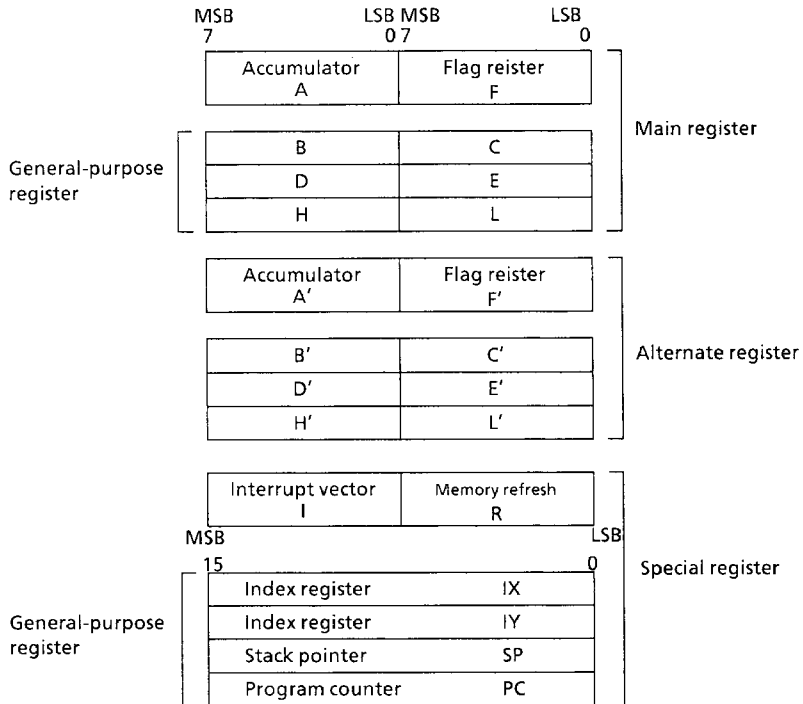 MSB LSB MSB LSB
7 0 7 0
Accumulator Flag reister
A F
Main register
General-purpose
register
B C
D E
H L
Accumulator Flag reister
A' F'
B' C'
D' E'
H' L'
Alternate register
Interrupt vector Memory refresh
I R
MSB LSB
15 0
Special register
General-purpose
register
Index register IX
Index register IY
Stack pointer SP
Program counter PC